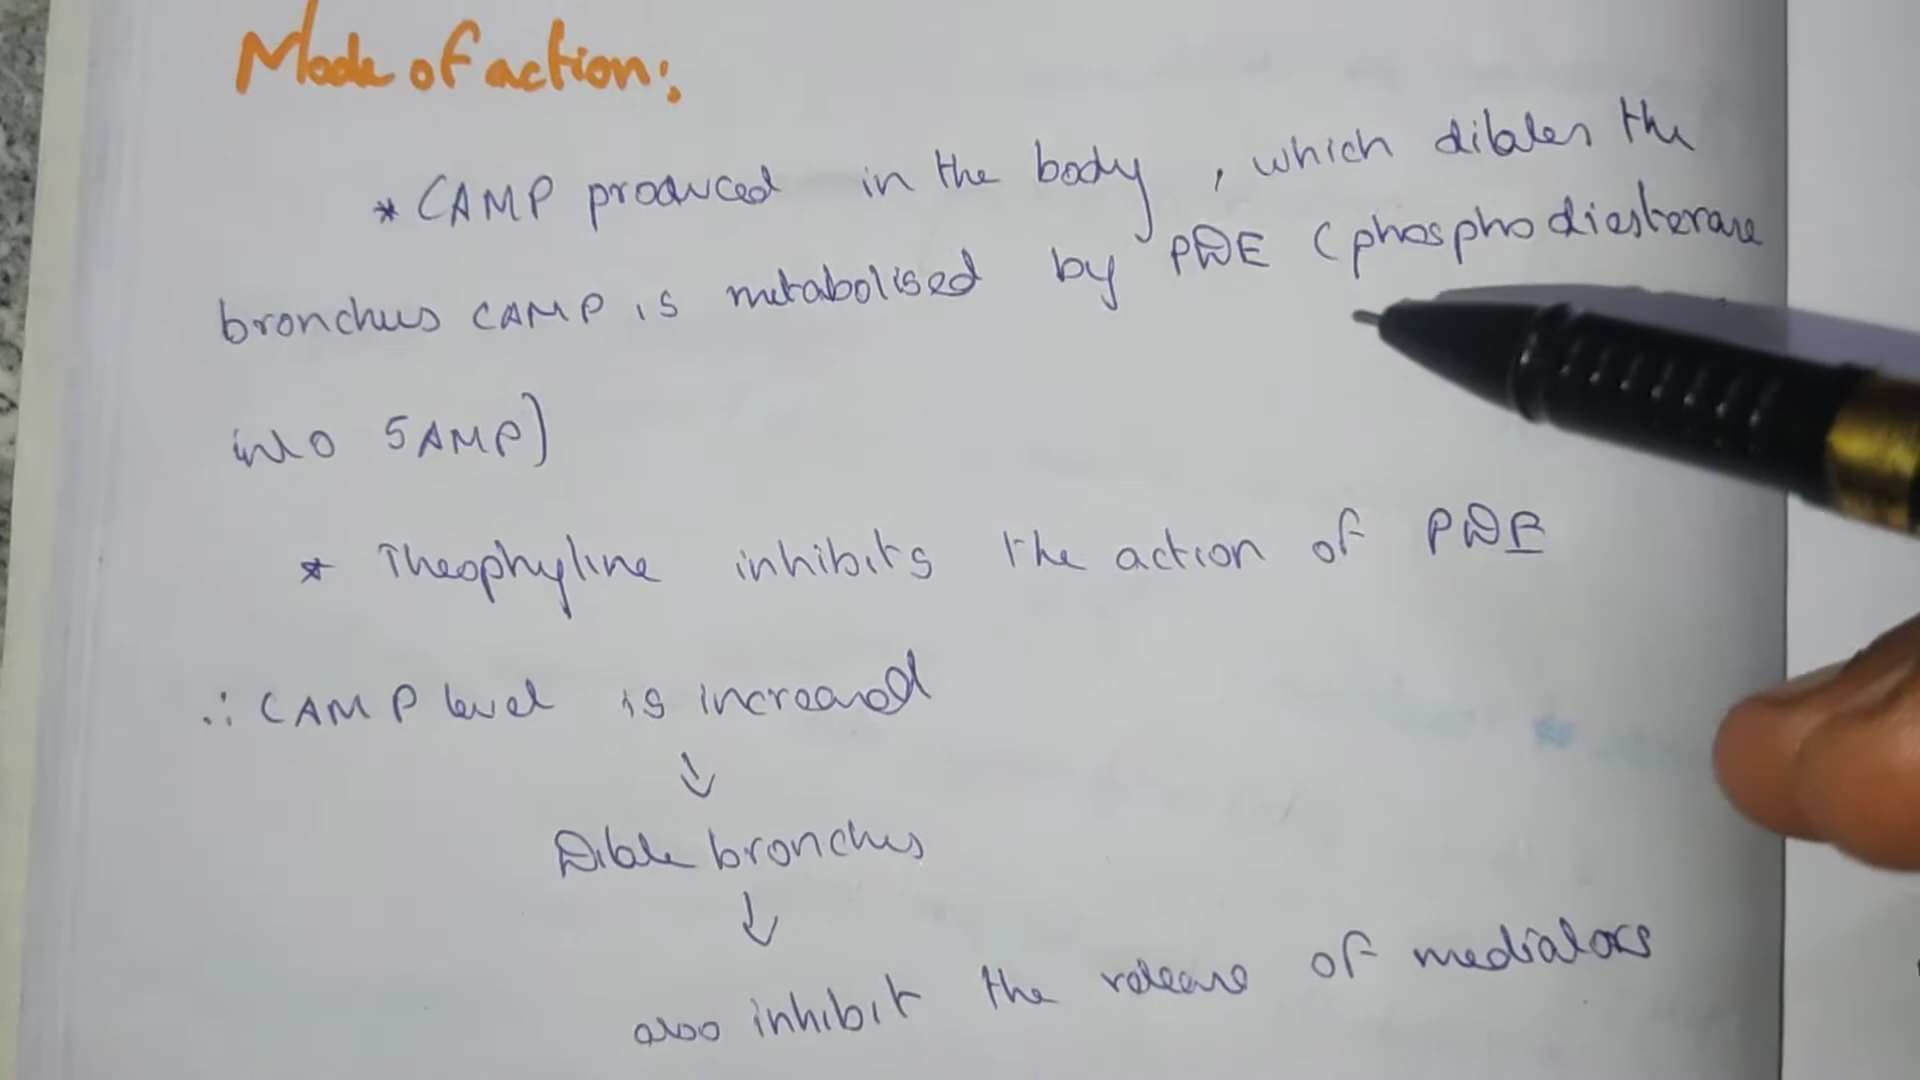 Mode of action:
* CAMP produced in the body, which dilates the
bronchus CAMP is metabolised by PDE (phosphodiesterase
into 5AMP)
* Theophyline inhibits the action of PDE
∴ CAMP level is increased
↓
Dilate bronchus
↓
also inhibit the release of mediators